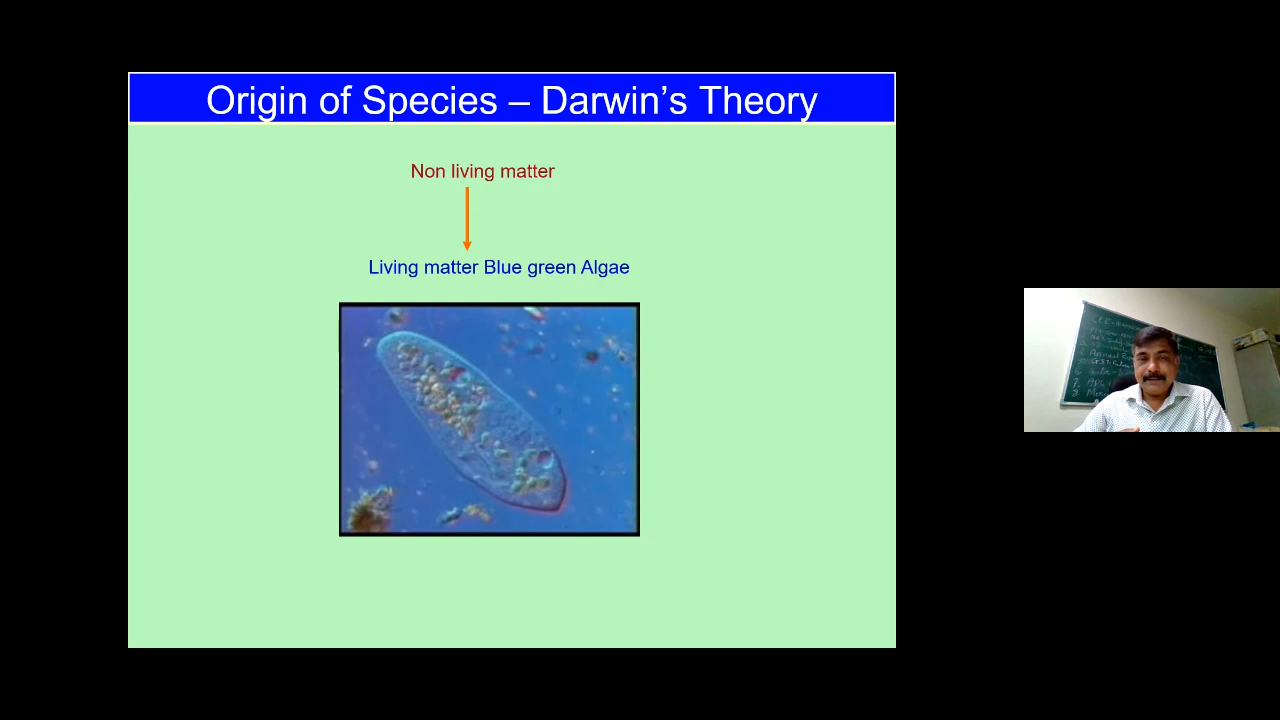 Origin of Species – Darwin's Theory
Non living matter
Living matter Blue green Algae